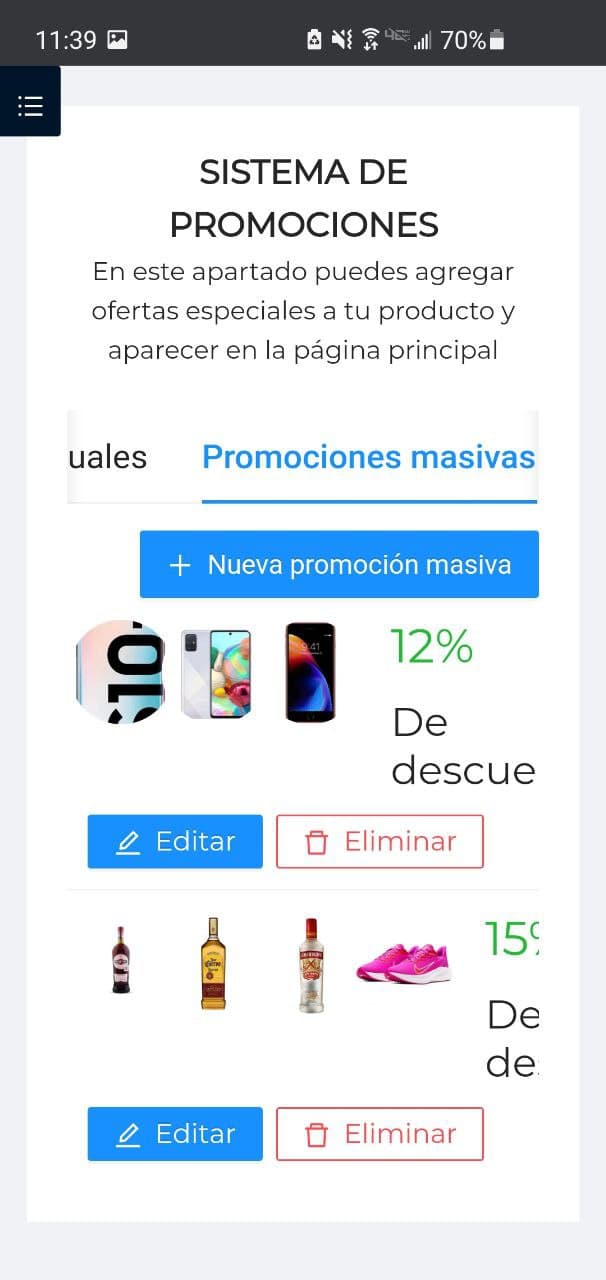 11:39 70%
SISTEMA DE
PROMOCIONES
En este apartado puedes agregar
ofertas especiales a tu producto y
aparecer en la página principal
uales Promociones masivas
+ Nueva promoción masiva
12%
De
descue
Editar Eliminar
15%
De
des
Editar Eliminar